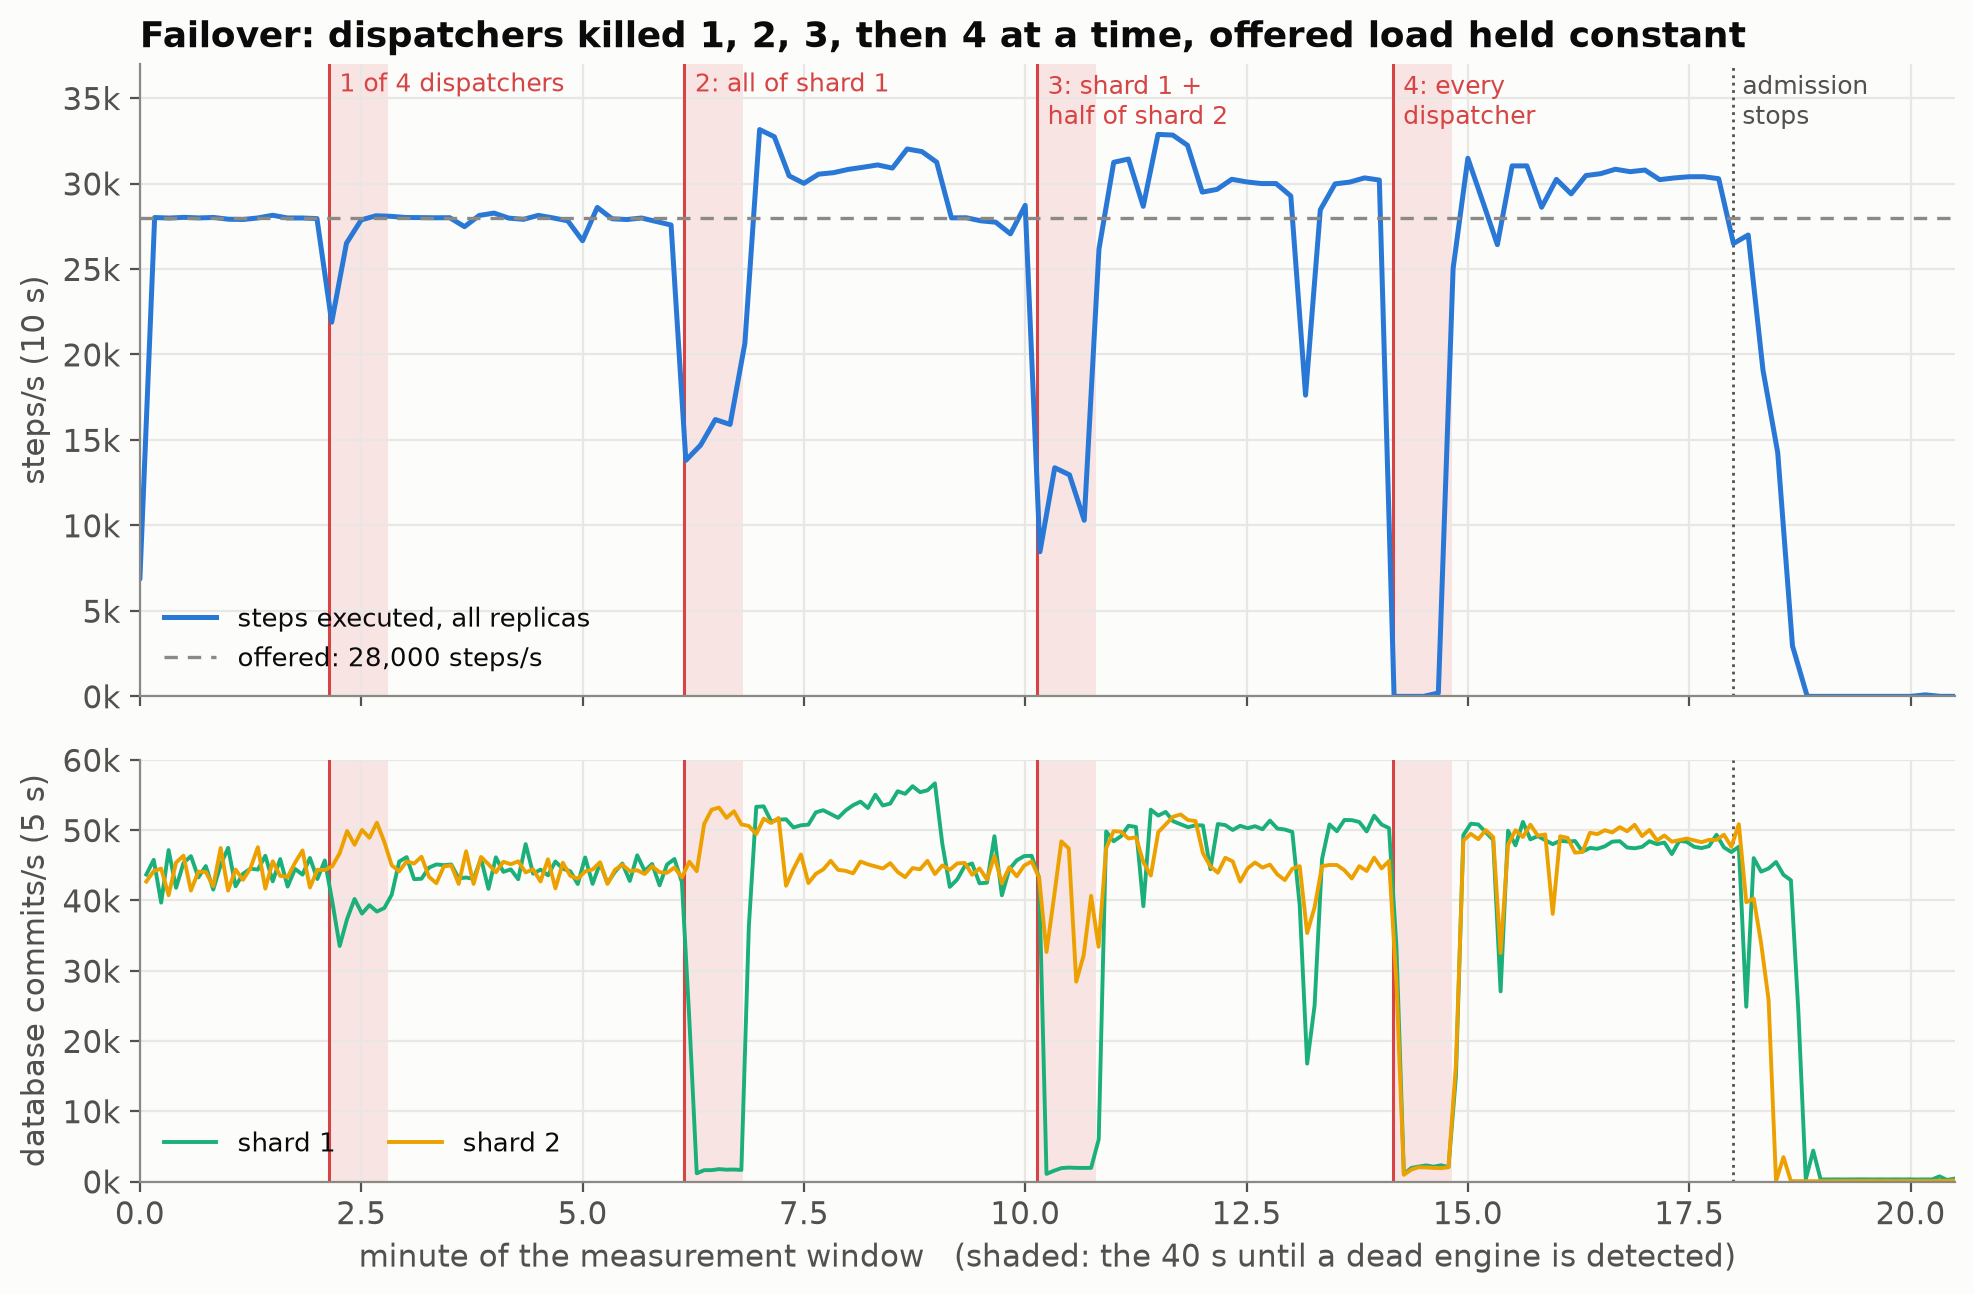 Failover: dispatchers killed 1, 2, 3, then 4 at a time, offered load held constant
1 of 4 dispatchers
2: all of shard 1
3: shard 1 +
half of shard 2
4: every
dispatcher
admission
stops
steps/s (10 s)
35k
30k
25k
20k
15k
10k
5k
0k
steps executed, all replicas
offered: 28,000 steps/s
database commits/s (5 s)
60k
50k
40k
30k
20k
10k
0k
shard 1
shard 2
0.0 2.5 5.0 7.5 10.0 12.5 15.0 17.5 20.0
minute of the measurement window (shaded: the 40 s until a dead engine is detected)